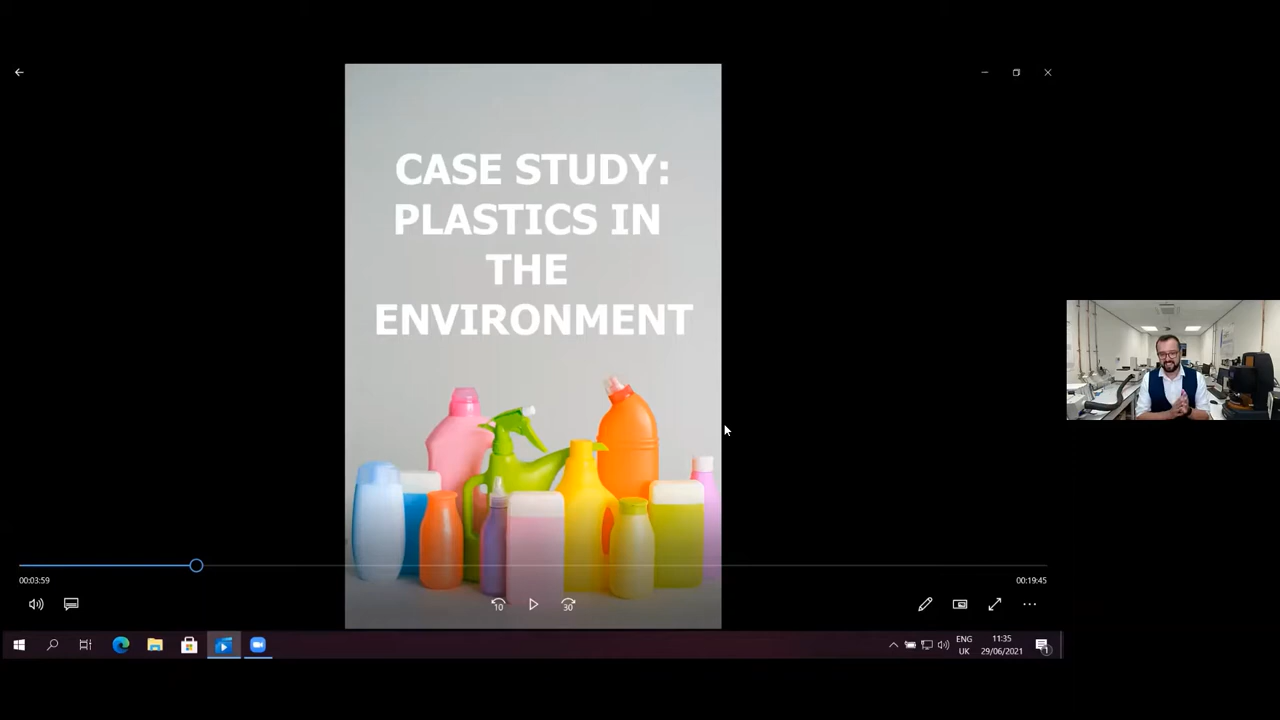 CASE STUDY:
PLASTICS IN
THE
ENVIRONMENT
00:03:59
00:19:45
10
30
ENG
UK
11:35
29/06/2021
1